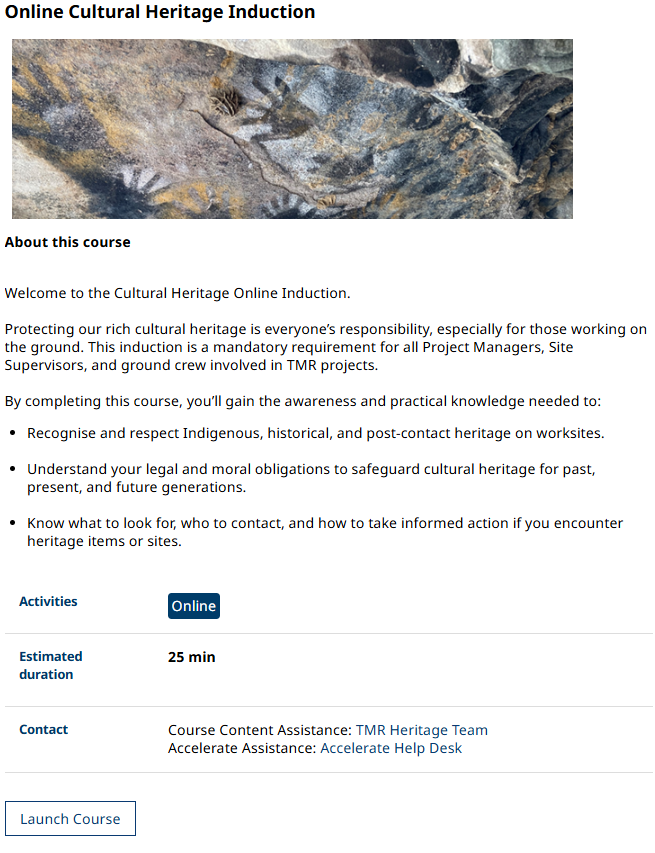 Online Cultural Heritage Induction
About this course
Welcome to the Cultural Heritage Online Induction.
Protecting our rich cultural heritage is everyone’s responsibility, especially for those working on
the ground. This induction is a mandatory requirement for all Project Managers, Site
Supervisors, and ground crew involved in TMR projects.
By completing this course, you’ll gain the awareness and practical knowledge needed to:
• Recognise and respect Indigenous, historical, and post-contact heritage on worksites.
• Understand your legal and moral obligations to safeguard cultural heritage for past,
present, and future generations.
• Know what to look for, who to contact, and how to take informed action if you encounter
heritage items or sites.
Activities
Online
Estimated
duration
25 min
Contact
Course Content Assistance: TMR Heritage Team
Accelerate Assistance: Accelerate Help Desk
Launch Course